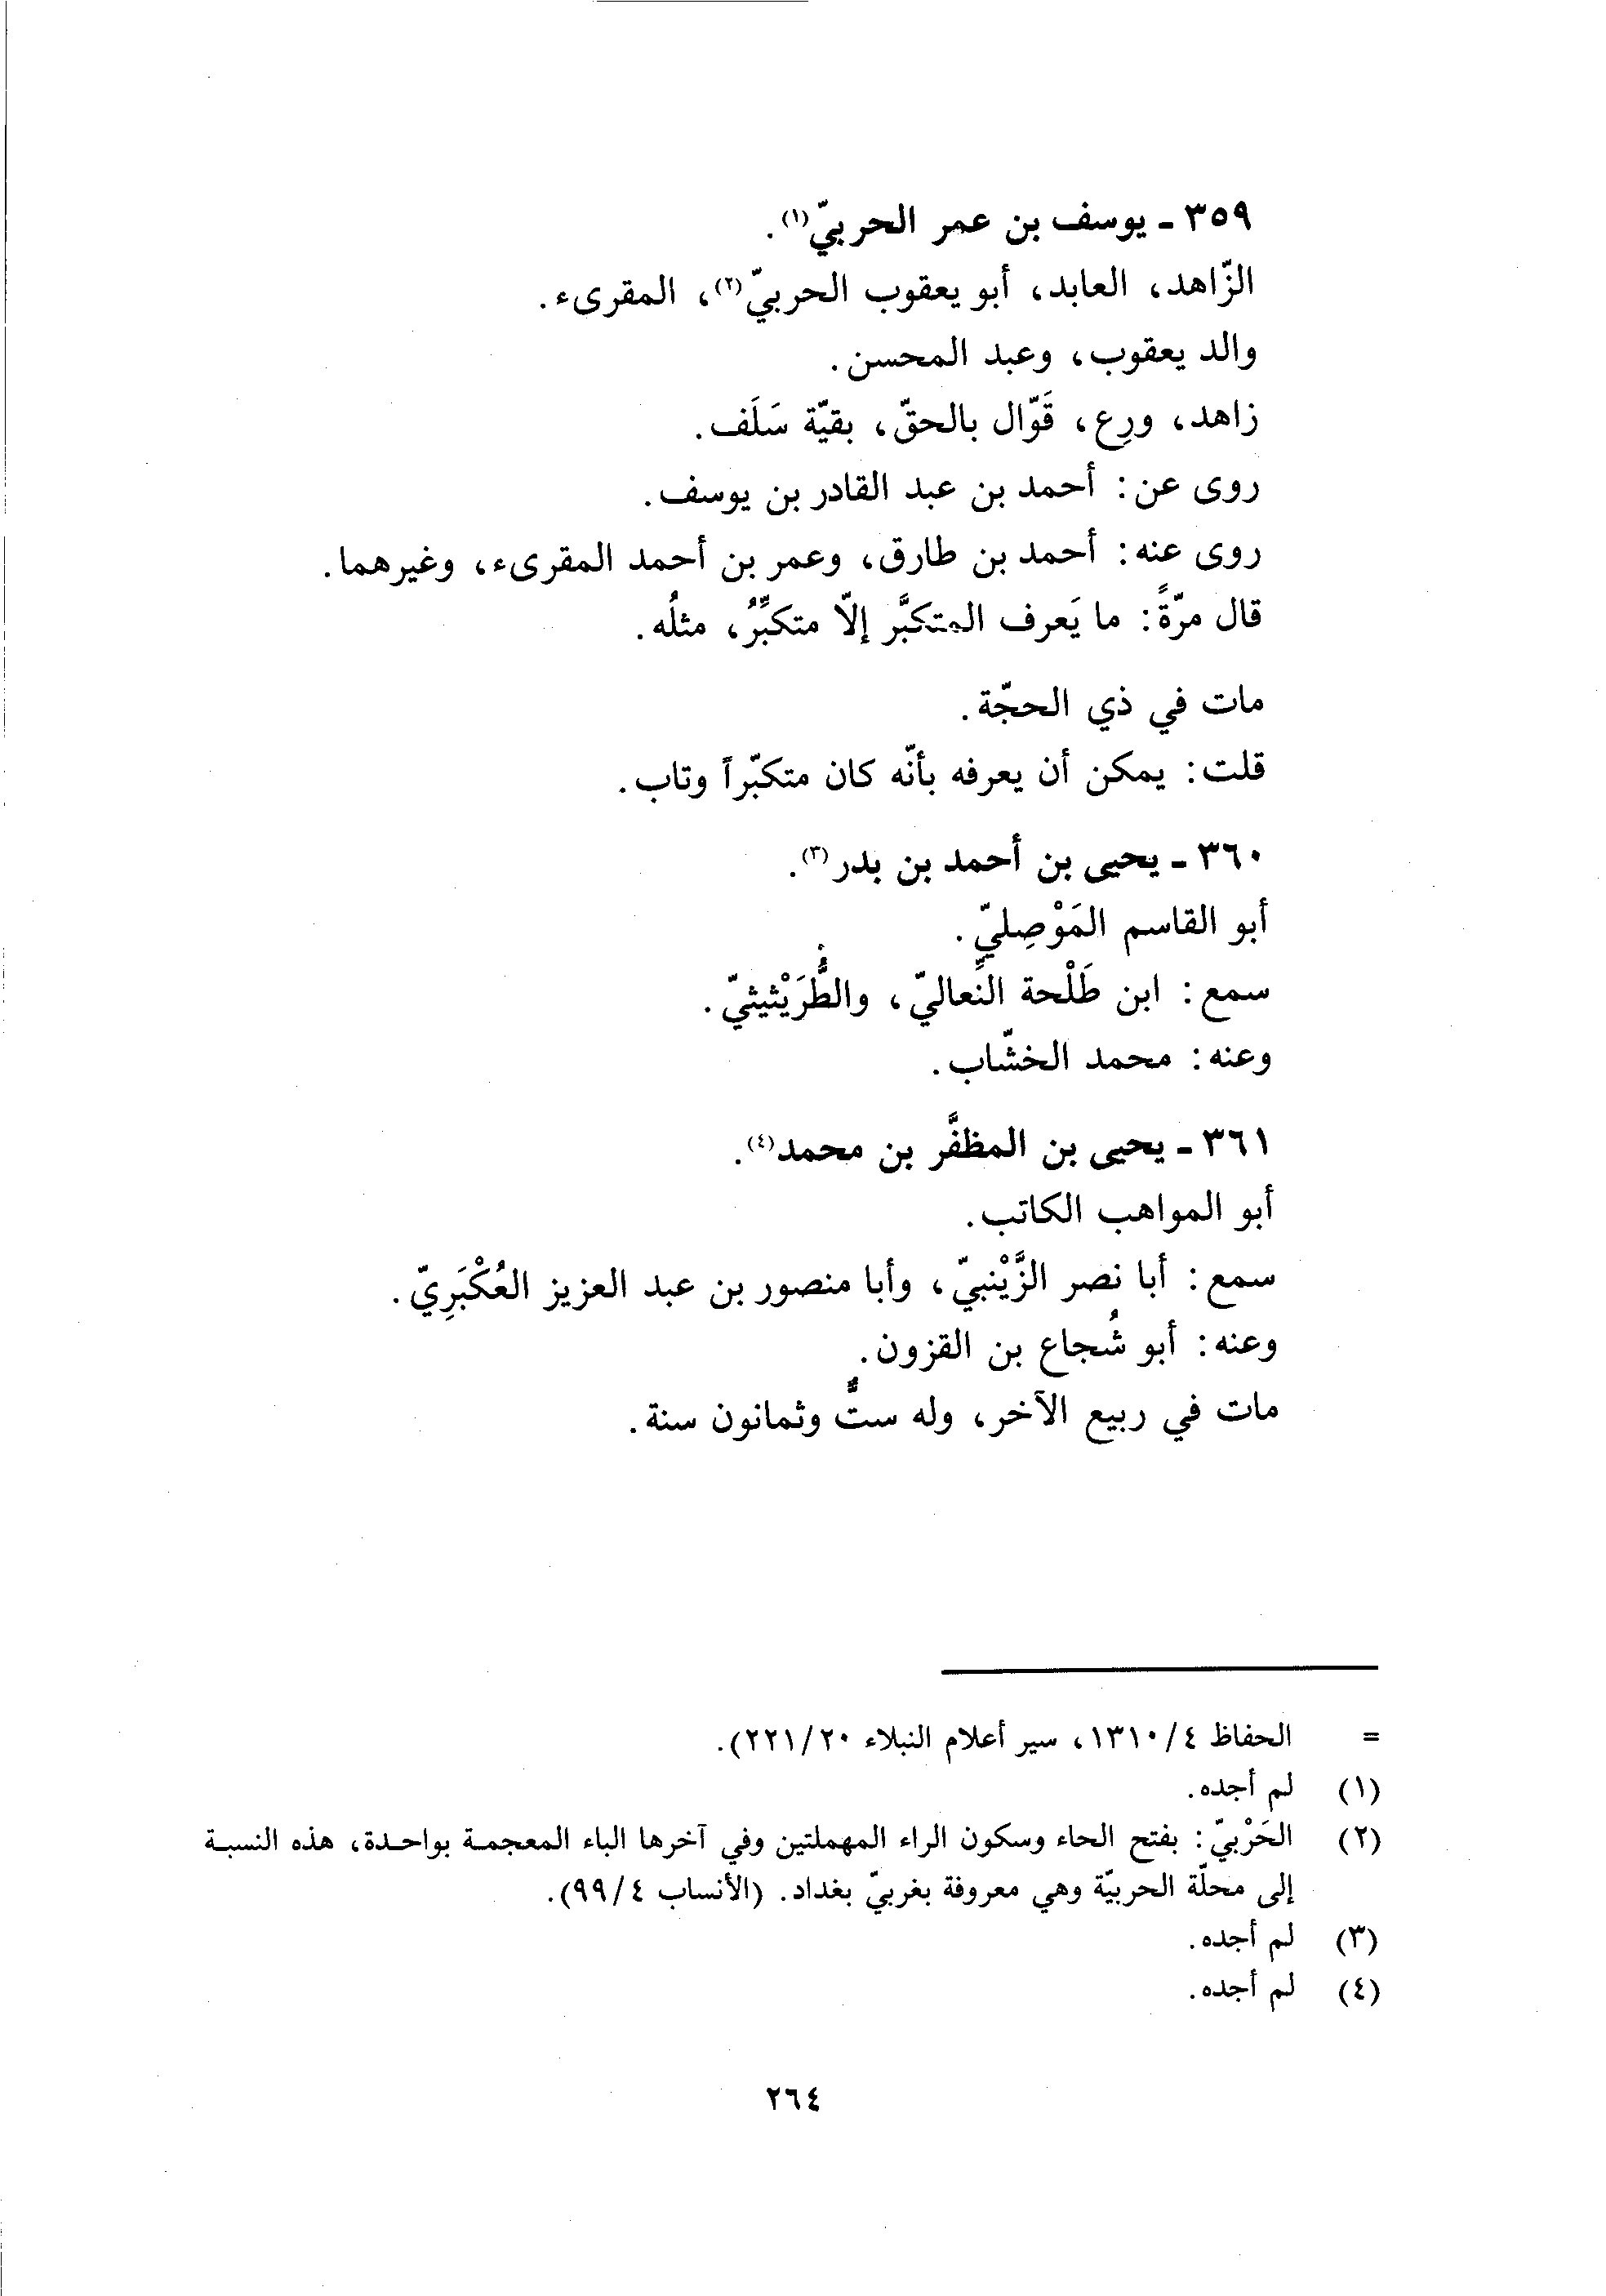 ٣٥٩ ـ يوسف بن عمر الحربيّ(١).
الزّاهد، العابد، أبو يعقوب الحربيّ(٢)، المقرىء.
والد يعقوب، وعبد المحسن.
زاهد، ورِع، قَوّال بالحقّ، بقيّة سَلَف.
روى عن: أحمد بن عبد القادر بن يوسف.
روى عنه: أحمد بن طارق، وعمر بن أحمد المقرىء، وغيرهما.
قال مرّةً: ما يَعرف المتكبَّر إلّا متكبِّرُ، مثلُه.
مات في ذي الحجّة.
قلت: يمكن أن يعرفه بأنّه كان متكبّراً وتاب.
٣٦٠ ـ يحيى بن أحمد بن بدر(٣).
أبو القاسم المَوْصِليّ.
سمع: ابن طَلْحة النِّعاليّ، والطُّرَيْثيثيّ.
وعنه: محمد الخشّاب.
٣٦١ ـ يحيى بن المظفَّر بن محمد(٤).
أبو المواهب الكاتب.
سمع: أبا نصر الزَّيْنبيّ، وأبا منصور بن عبد العزيز العُكْبَرِيّ.
وعنه: أبو شُجاع بن القزون.
مات في ربيع الآخر، وله ستٌّ وثمانون سنة.
= الحفاظ ٤/ ١٣١٠، سير أعلام النبلاء ٢٠/ ٢٢١).
(١) لم أجده.
(٢) الحَرْبيّ: بفتح الحاء وسكون الراء المهملتين وفي آخرها الباء المعجمـة بواحـدة، هذه النسبـة
إلى محلّة الحربيّة وهي معروفة بغربيّ بغداد. (الأنساب ٤/ ٩٩).
(٣) لم أجده.
(٤) لم أجده.
٢٦٤